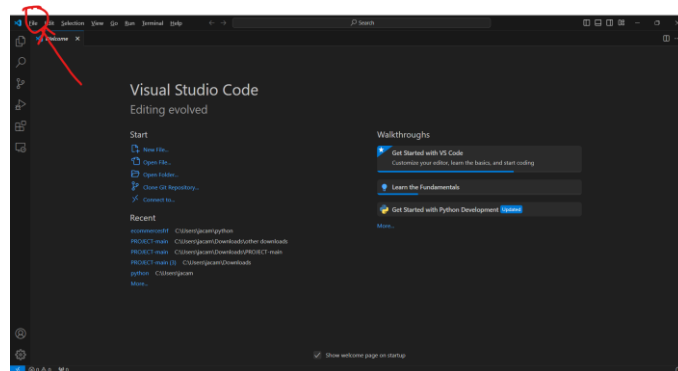 File Edit Selection View Go Run Terminal Help
Search
Welcome
Visual Studio Code
Editing evolved
Start
New File...
Open File...
Open Folder...
Clone Git Repository...
Connect to...
Recent
C:\Users\jacam\python
PROJECT-main C:\Users\jacam\Downloads\other downloads
PROJECT-main C:\Users\jacam\Downloads\PROJECT-main
PROJECT-main (3) C:\Users\jacam\Downloads
python C:\Users\jacam
More...
Walkthroughs
Get Started with VS Code
Customize your editor, learn the basics, and start coding
Learn the Fundamentals
Get Started with Python Development Updated
More...
Show welcome page on startup